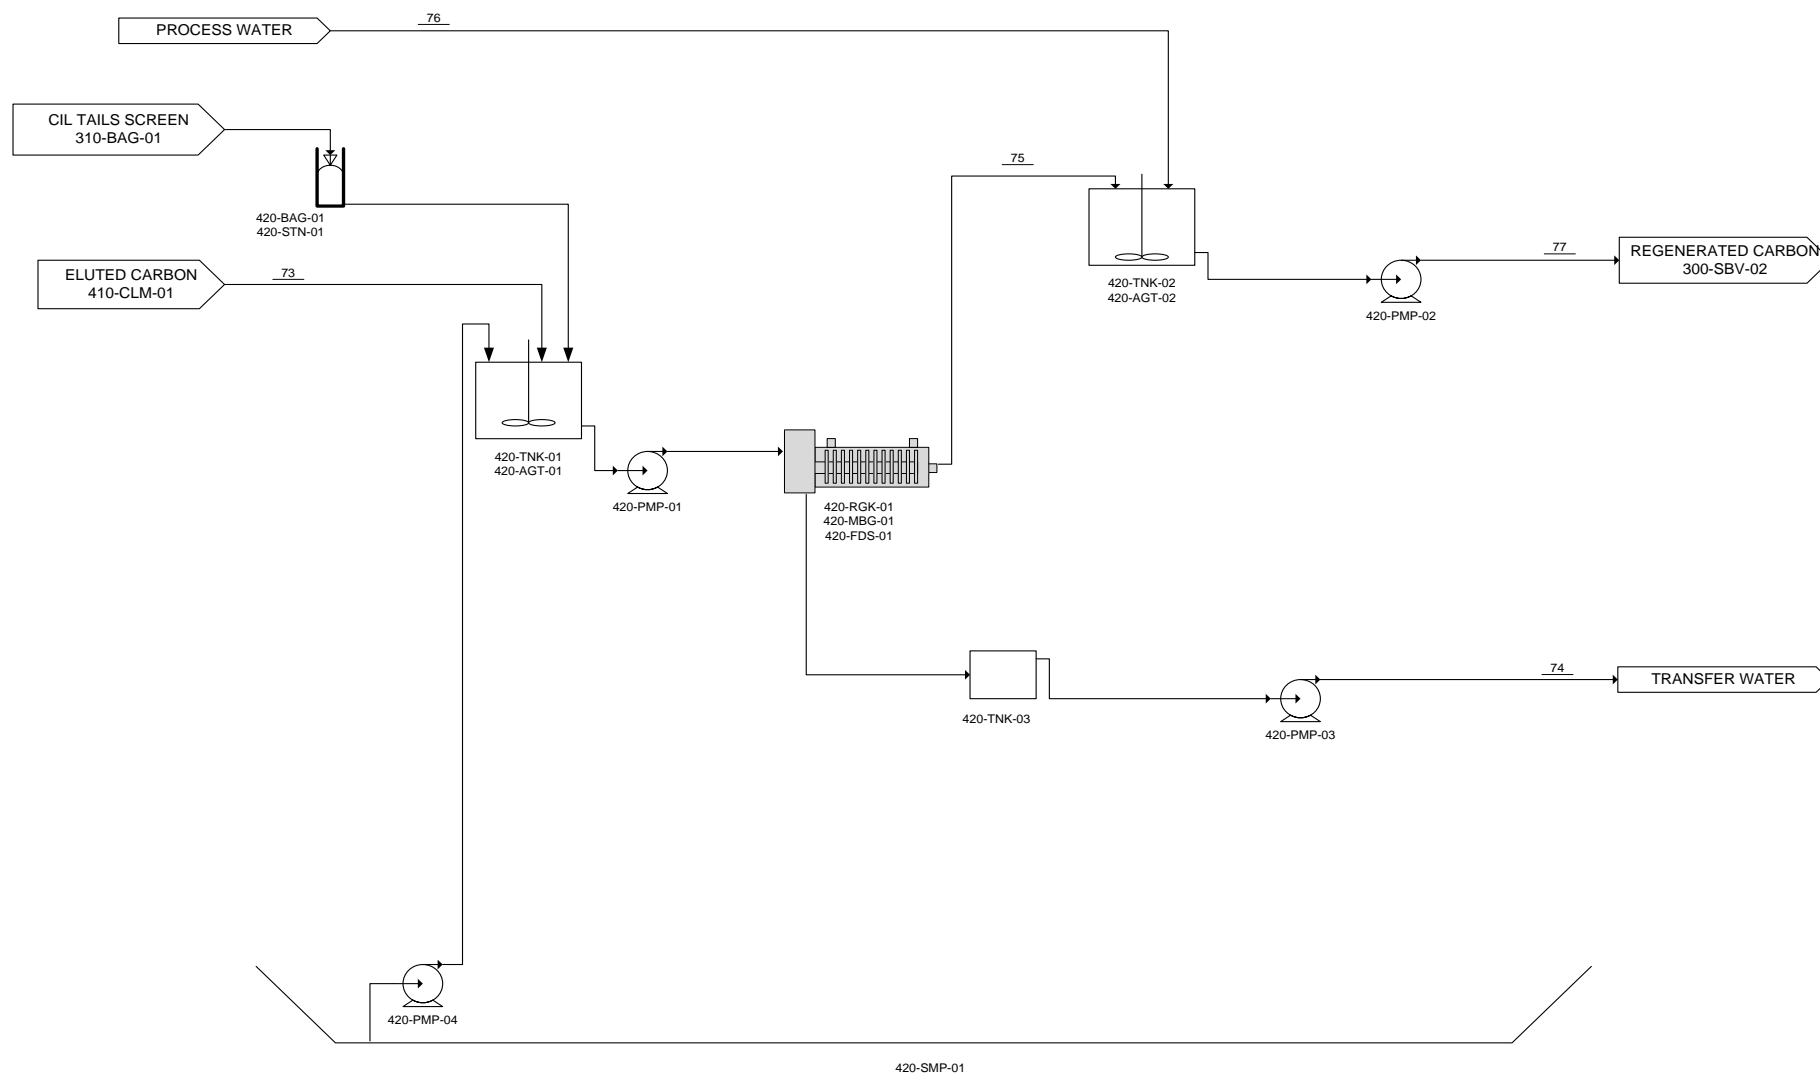 76
PROCESS WATER
CIL TAILS SCREEN
310-BAG-01
75
420-BAG-01
420-STN-01
ELUTED CARBON
410-CLM-01
73
420-TNK-02
420-AGT-02
77
REGENERATED CARBON
300-SBV-02
420-PMP-02
420-TNK-01
420-AGT-01
420-PMP-01
420-RGK-01
420-MBG-01
420-FDS-01
74
TRANSFER WATER
420-TNK-03
420-PMP-03
420-PMP-04
420-SMP-01